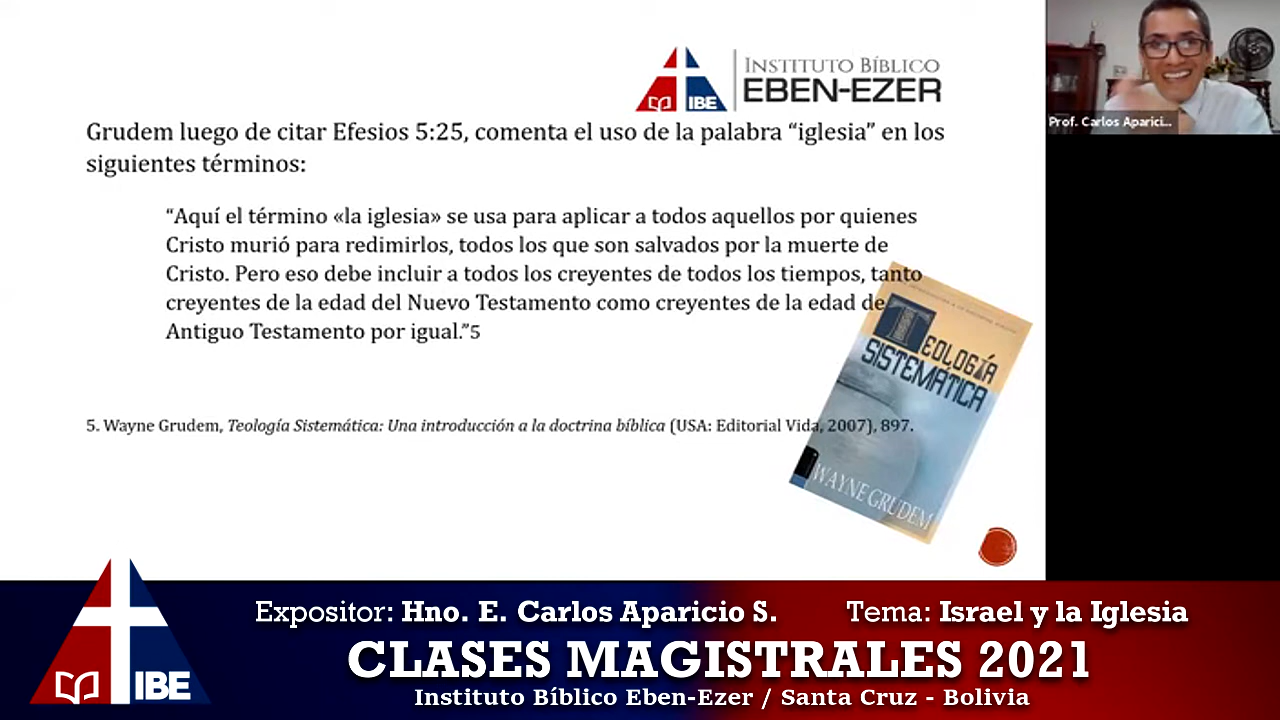 INSTITUTO BÍBLICO
EBEN-EZER
IBE
Prof. Carlos Aparici...
Grudem luego de citar Efesios 5:25, comenta el uso de la palabra “iglesia” en los
siguientes términos:
“Aquí el término «la iglesia» se usa para aplicar a todos aquellos por quienes
Cristo murió para redimirlos, todos los que son salvados por la muerte de
Cristo. Pero eso debe incluir a todos los creyentes de todos los tiempos, tanto
creyentes de la edad del Nuevo Testamento como creyentes de la edad de
Antiguo Testamento por igual.”5
TEOLOGÍA
SISTEMÁTICA
WAYNE GRUDEM
5. Wayne Grudem, Teología Sistemática: Una introducción a la doctrina bíblica (USA: Editorial Vida, 2007), 897.
IBE
Expositor: Hno. E. Carlos Aparicio S. Tema: Israel y la Iglesia
CLASES MAGISTRALES 2021
Instituto Bíblico Eben-Ezer / Santa Cruz - Bolivia